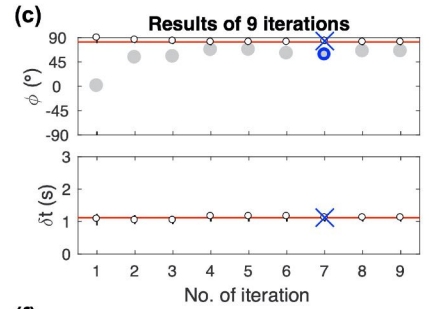 (c)
Results of 9 iterations
90
45
0
-45
-90
ϕ (°)
3
2
1
0
δt (s)
1 2 3 4 5 6 7 8 9
No. of iteration